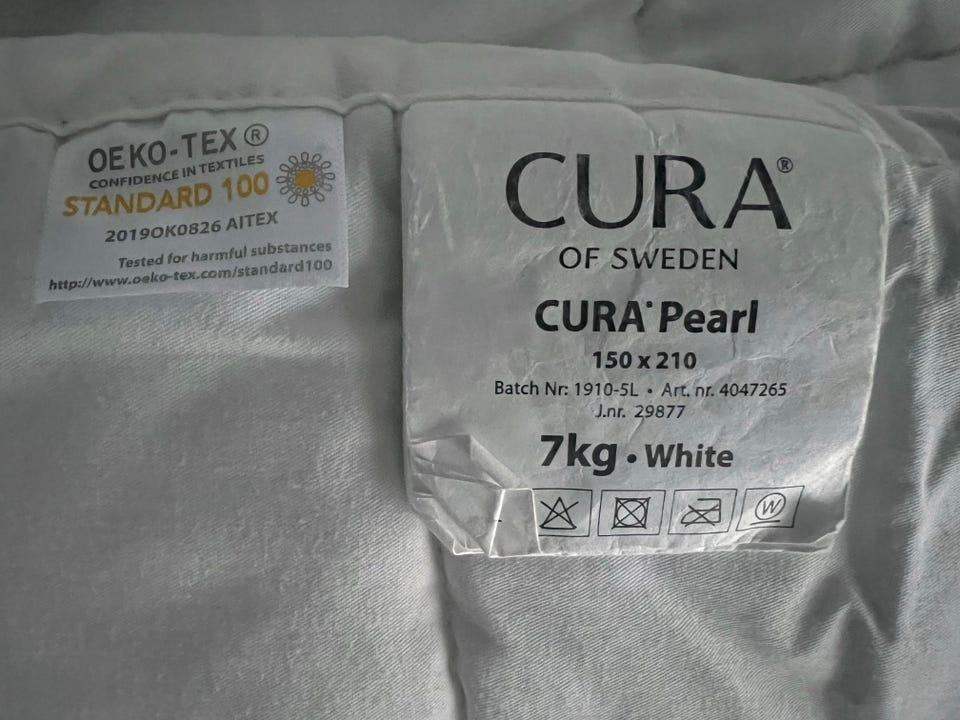 OEKO-TEX®
CONFIDENCE IN TEXTILES
STANDARD 100
2019OK0826 AITEX
Tested for harmful substances
http://www.oeko-tex.com/standard100
CURA®
OF SWEDEN
CURA® Pearl
150 x 210
Batch Nr: 1910-5L • Art. nr. 4047265
J.nr. 29877
7kg • White
W